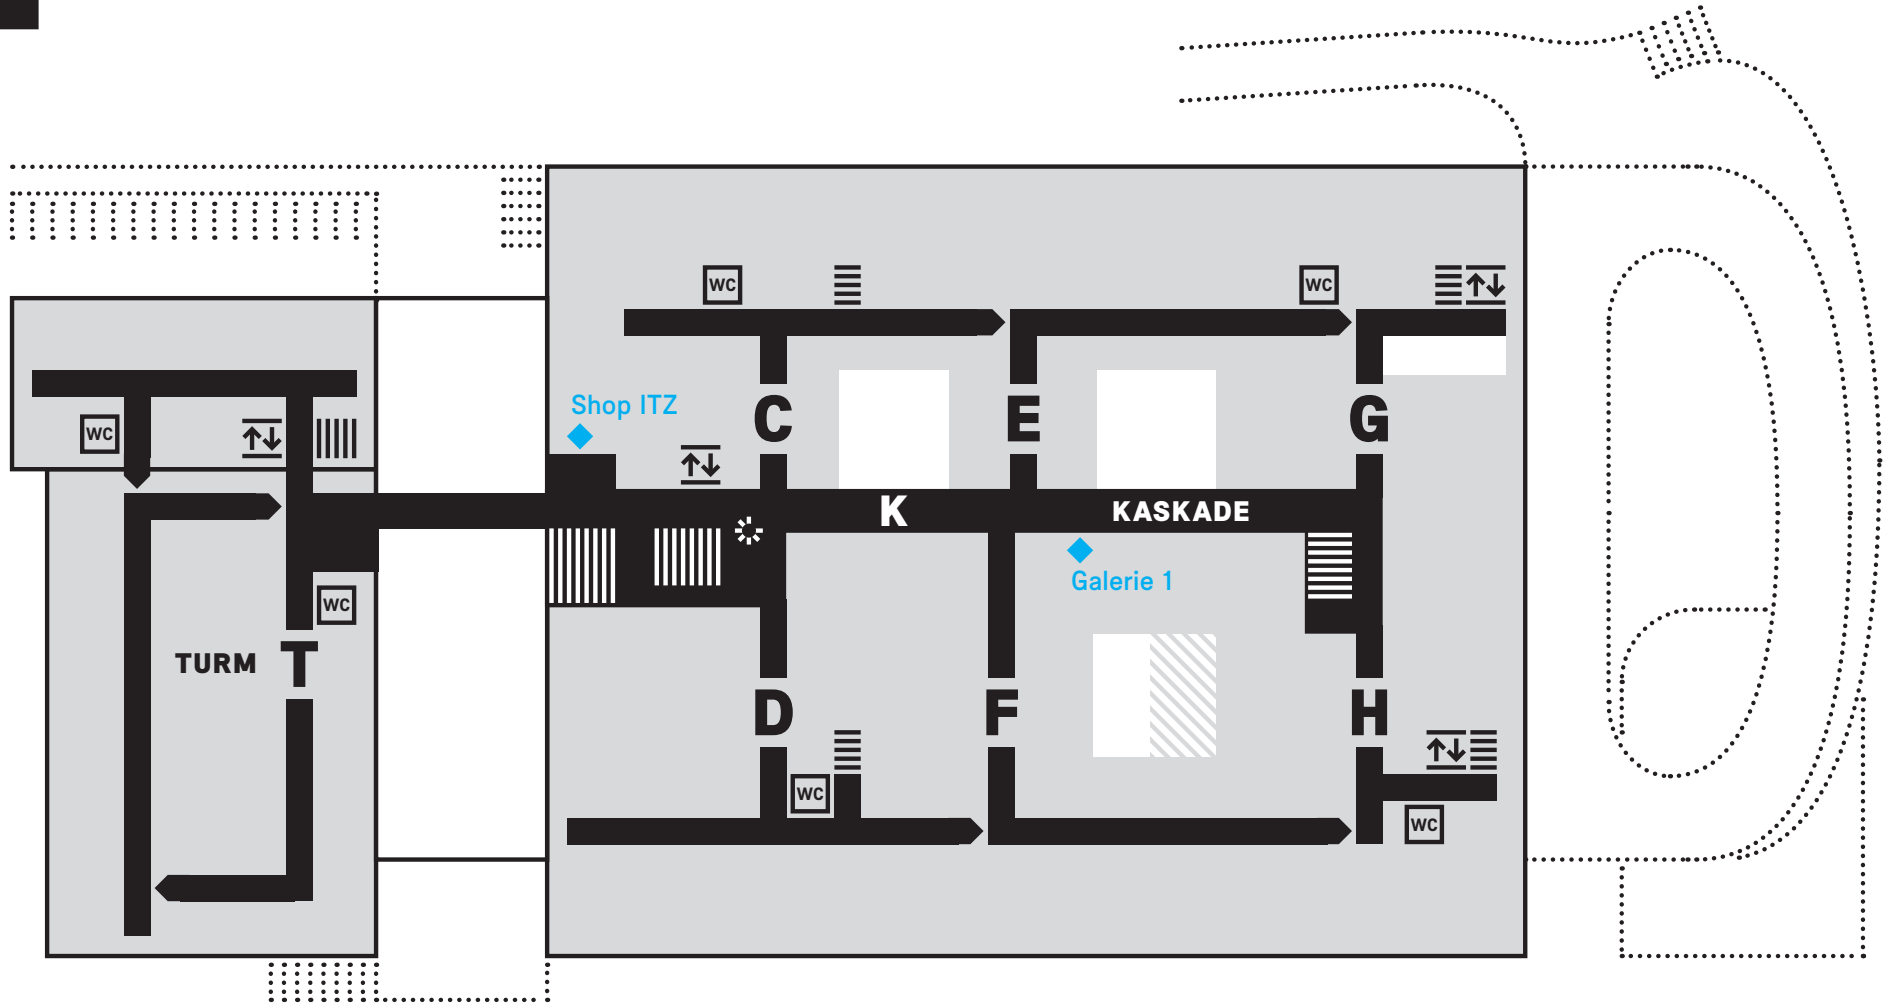 WC
WC
Shop ITZ
C
E
G
WC
K
KASKADE
Galerie 1
WC
TURM
T
D
F
H
WC
WC